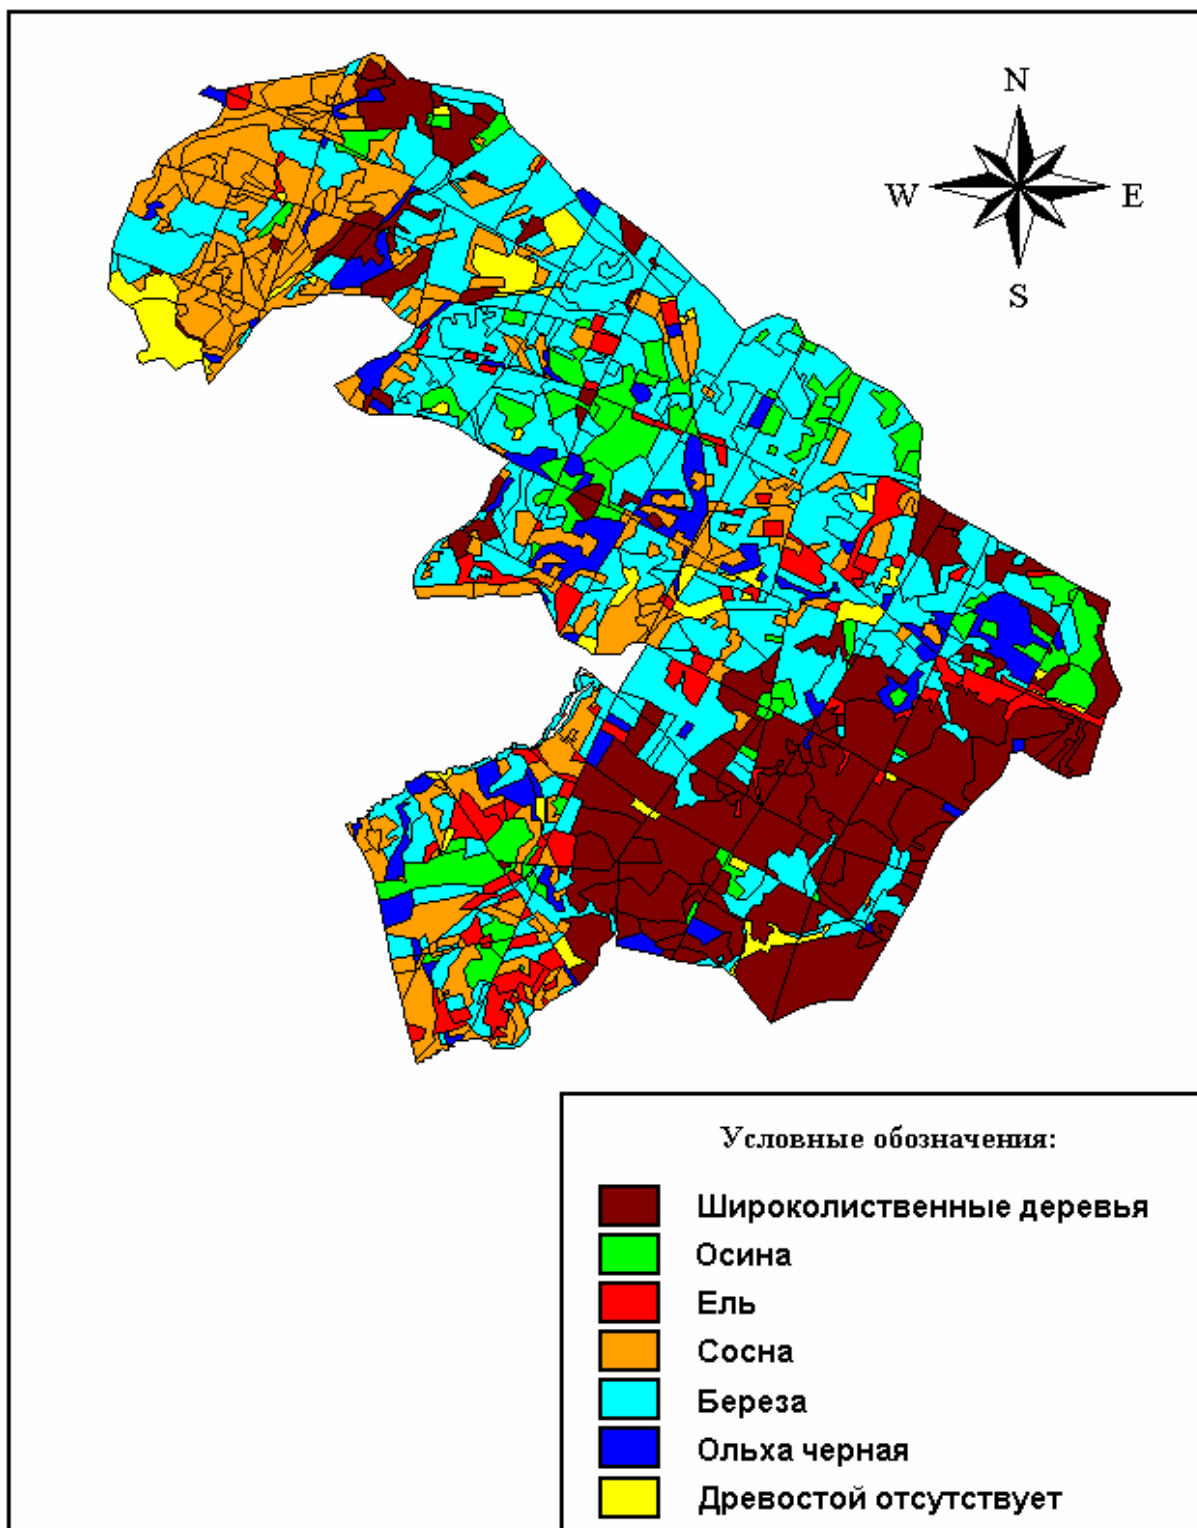 N
W E
S
Условные обозначения:
Широколиственные деревья
Осина
Ель
Сосна
Береза
Ольха черная
Древостой отсутствует